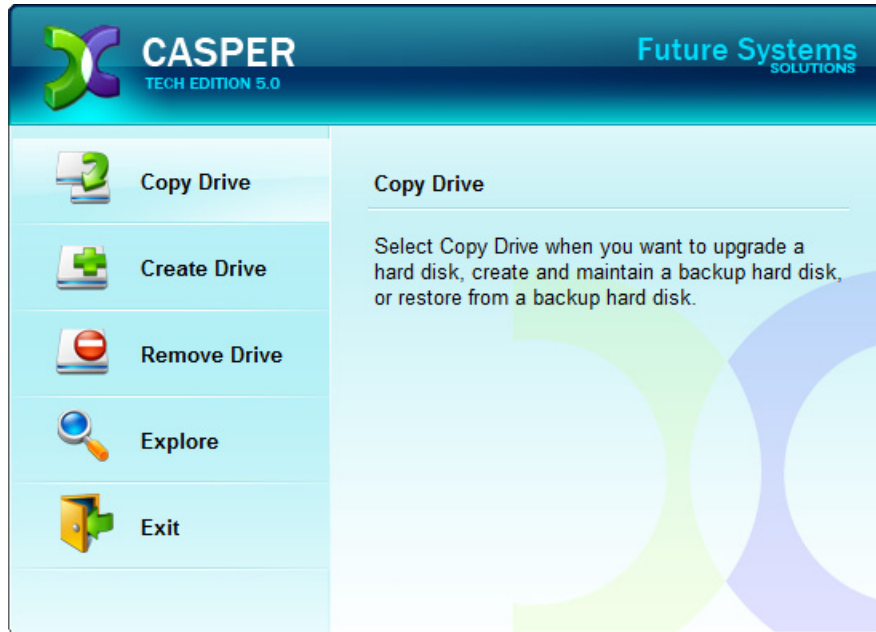 CASPER
TECH EDITION 5.0
Future Systems
SOLUTIONS
Copy Drive
Create Drive
Remove Drive
Explore
Exit
Copy Drive
Select Copy Drive when you want to upgrade a
hard disk, create and maintain a backup hard disk,
or restore from a backup hard disk.